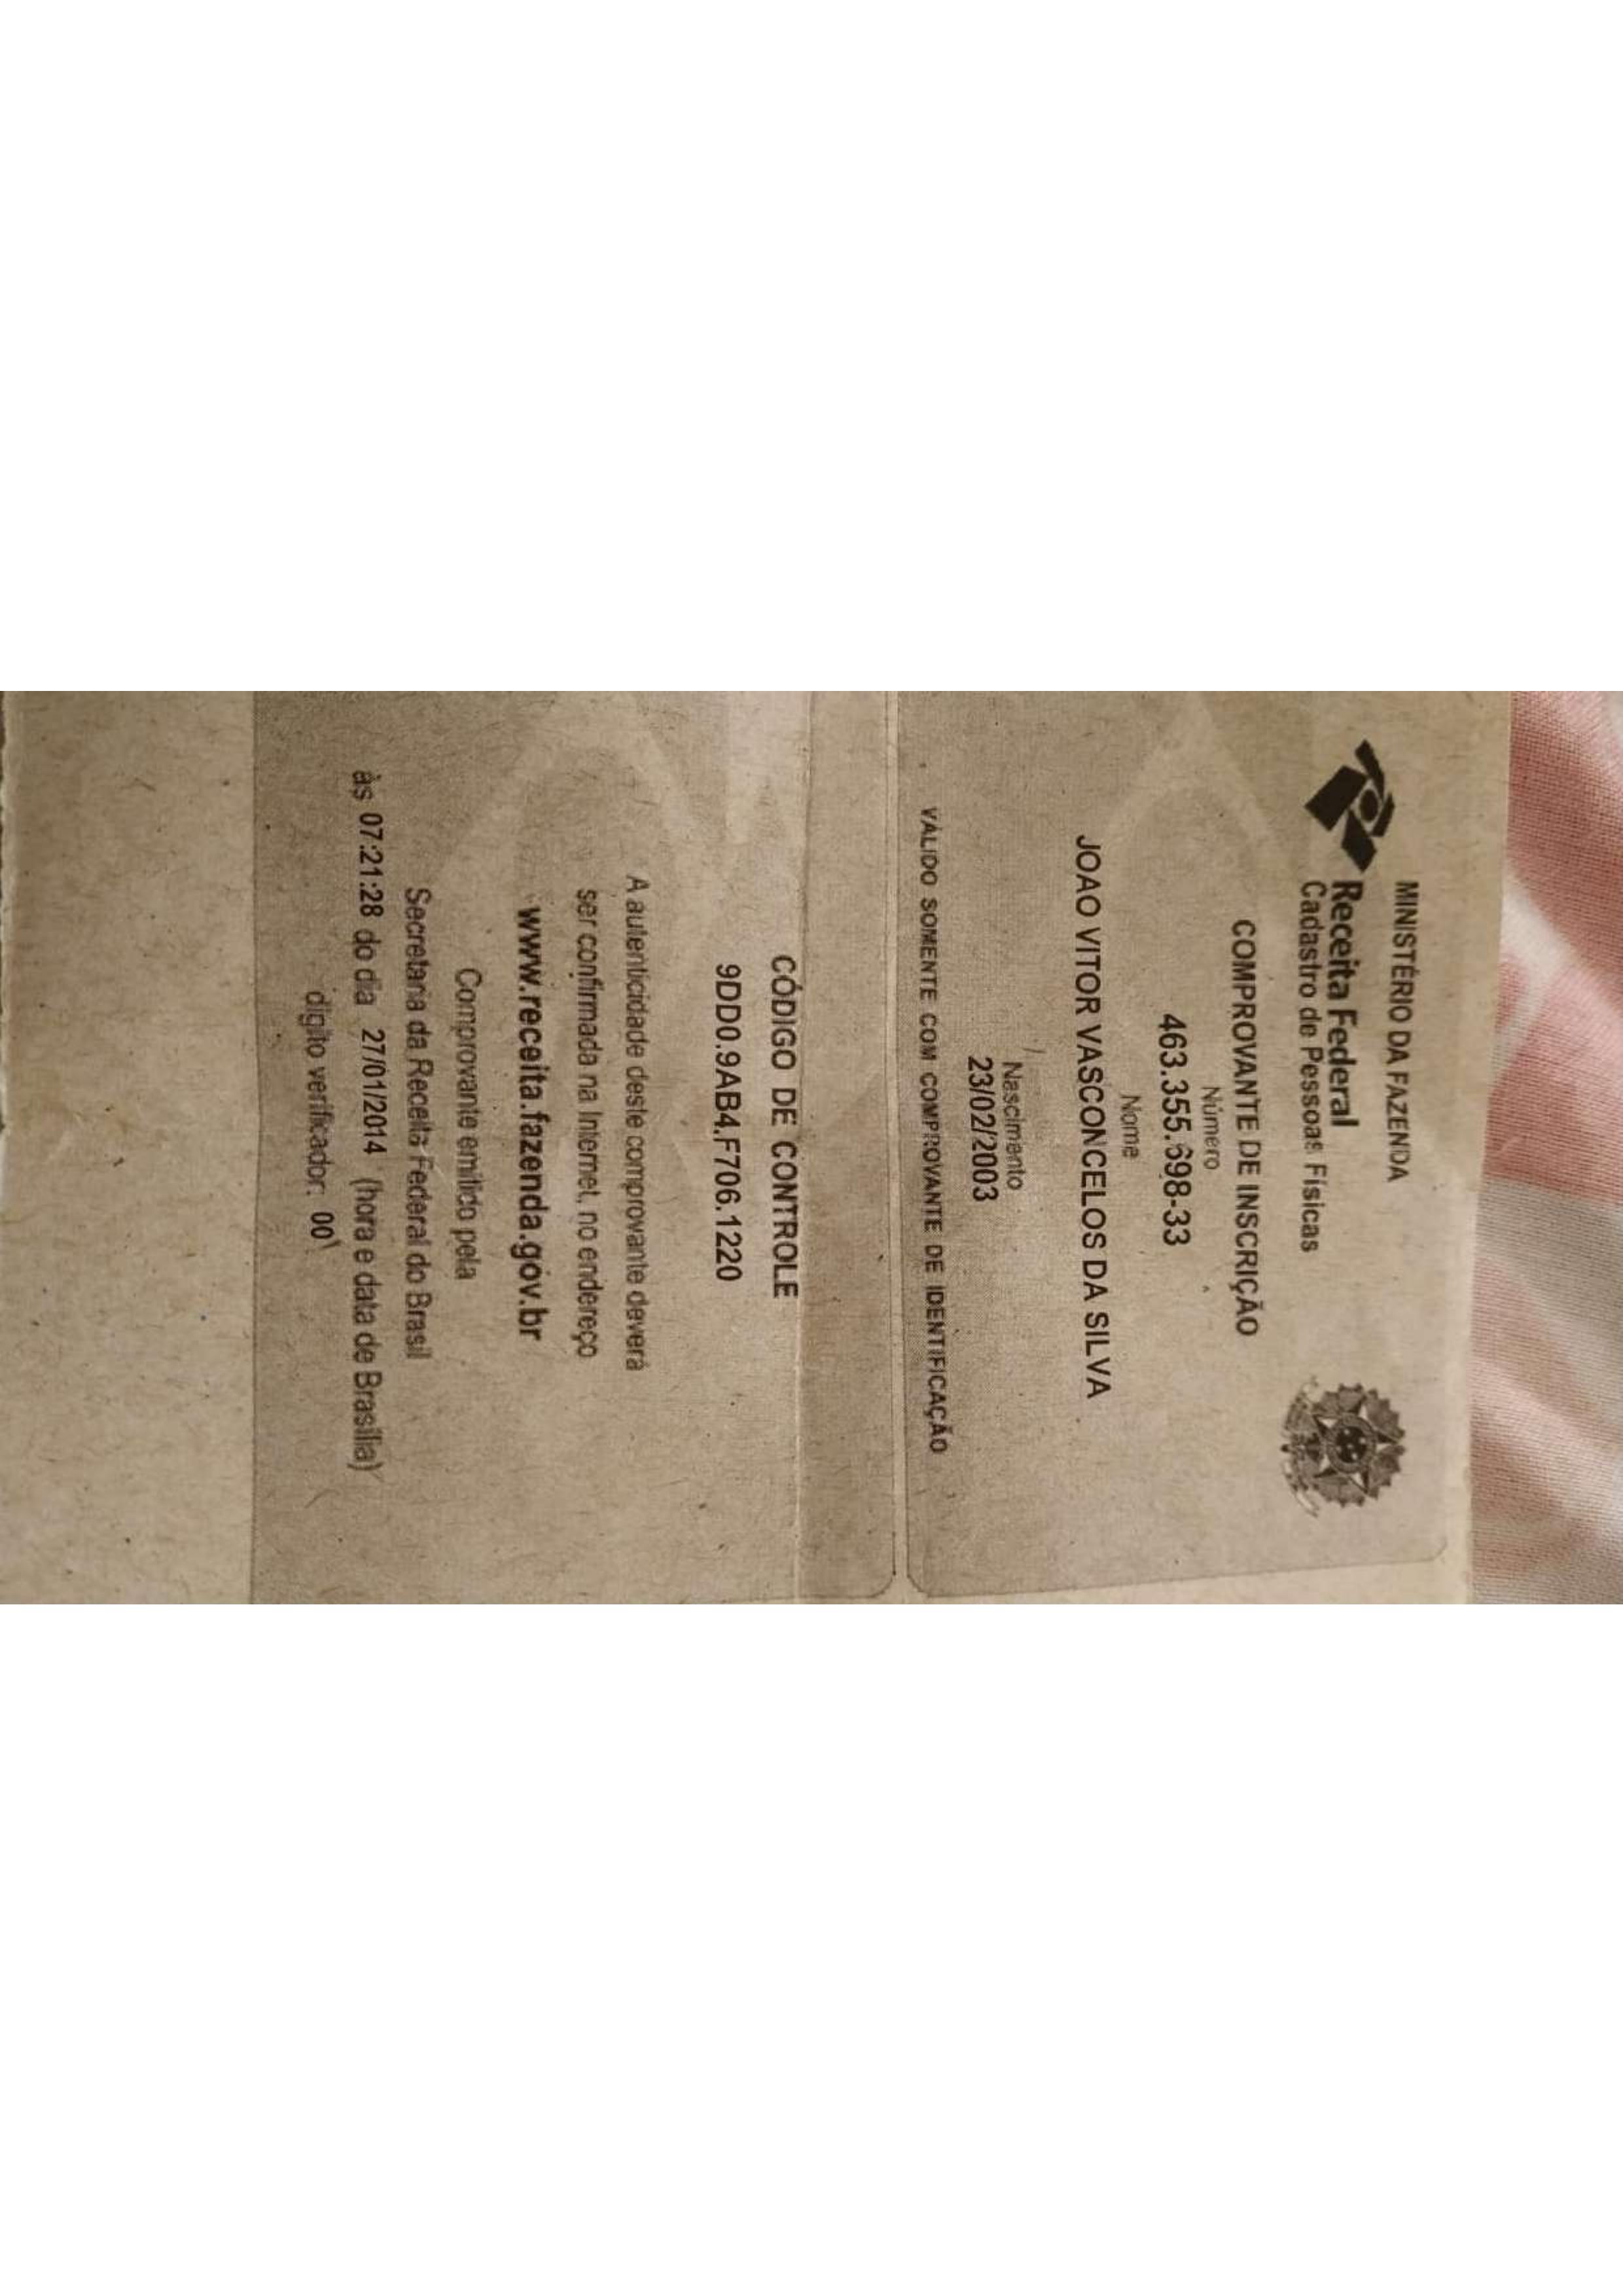 MINISTÉRIO DA FAZENDA
Receita Federal
Cadastro de Pessoas Físicas
COMPROVANTE DE INSCRIÇÃO
Número
463.355.698-33
Nome
JOAO VITOR VASCONCELOS DA SILVA
Nascimento
23/02/2003
VÁLIDO SOMENTE COM COMPROVANTE DE IDENTIFICAÇÃO
CÓDIGO DE CONTROLE
9DD0.9AB4.F706.1220
A autenticidade deste comprovante deverá
ser confirmada na Internet, no endereço
www.receita.fazenda.gov.br
Comprovante emitido pela
Secretaria da Receita Federal do Brasil
às 07:21:28 do dia 27/01/2014 (hora e data de Brasília)
dígito verificador: 00